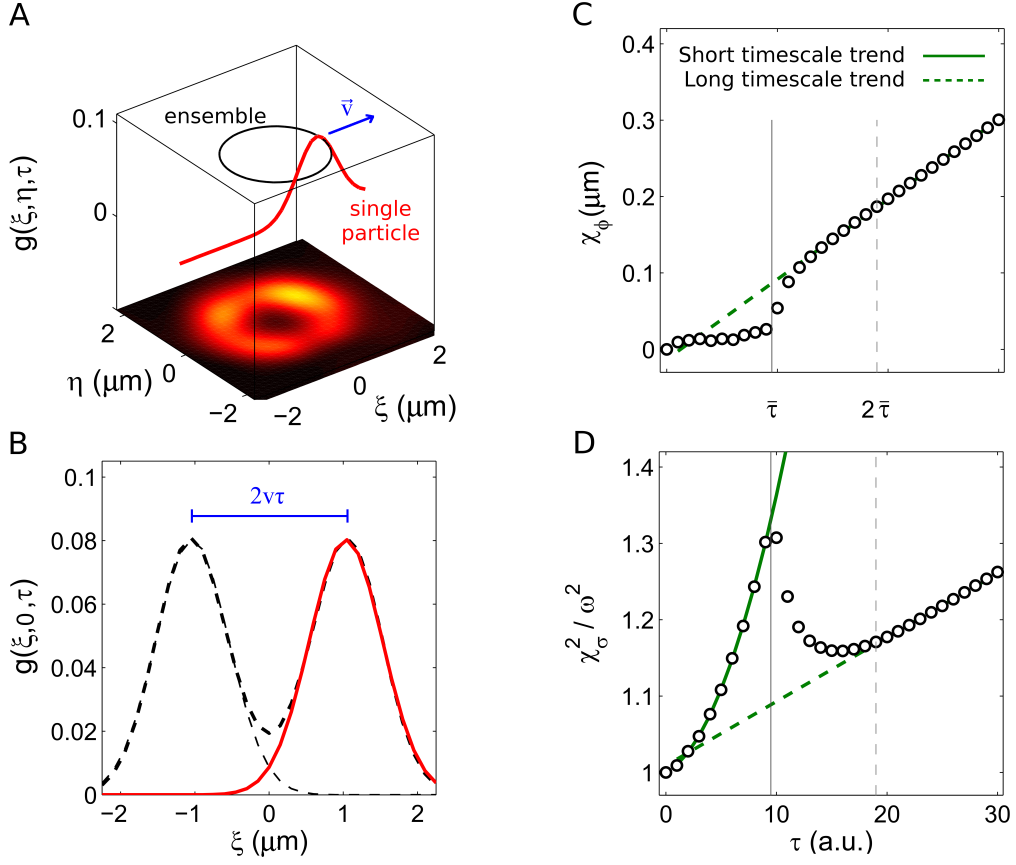 A
ensemble
v⃗
single
particle
g(ξ,η,τ)
0.1
0
2
0
−2
η (μm)
−2
0
2
ξ (μm)
B
2vτ
g(ξ,0,τ)
0.1
0.08
0.06
0.04
0.02
0
−2
−1
0
1
2
ξ (μm)
C
Short timescale trend
Long timescale trend
χϕ(μm)
0.4
0.3
0.2
0.1
0
τ̅
2 τ̅
D
χσ² / ω²
1.4
1.3
1.2
1.1
1
0
10
20
30
τ (a.u.)